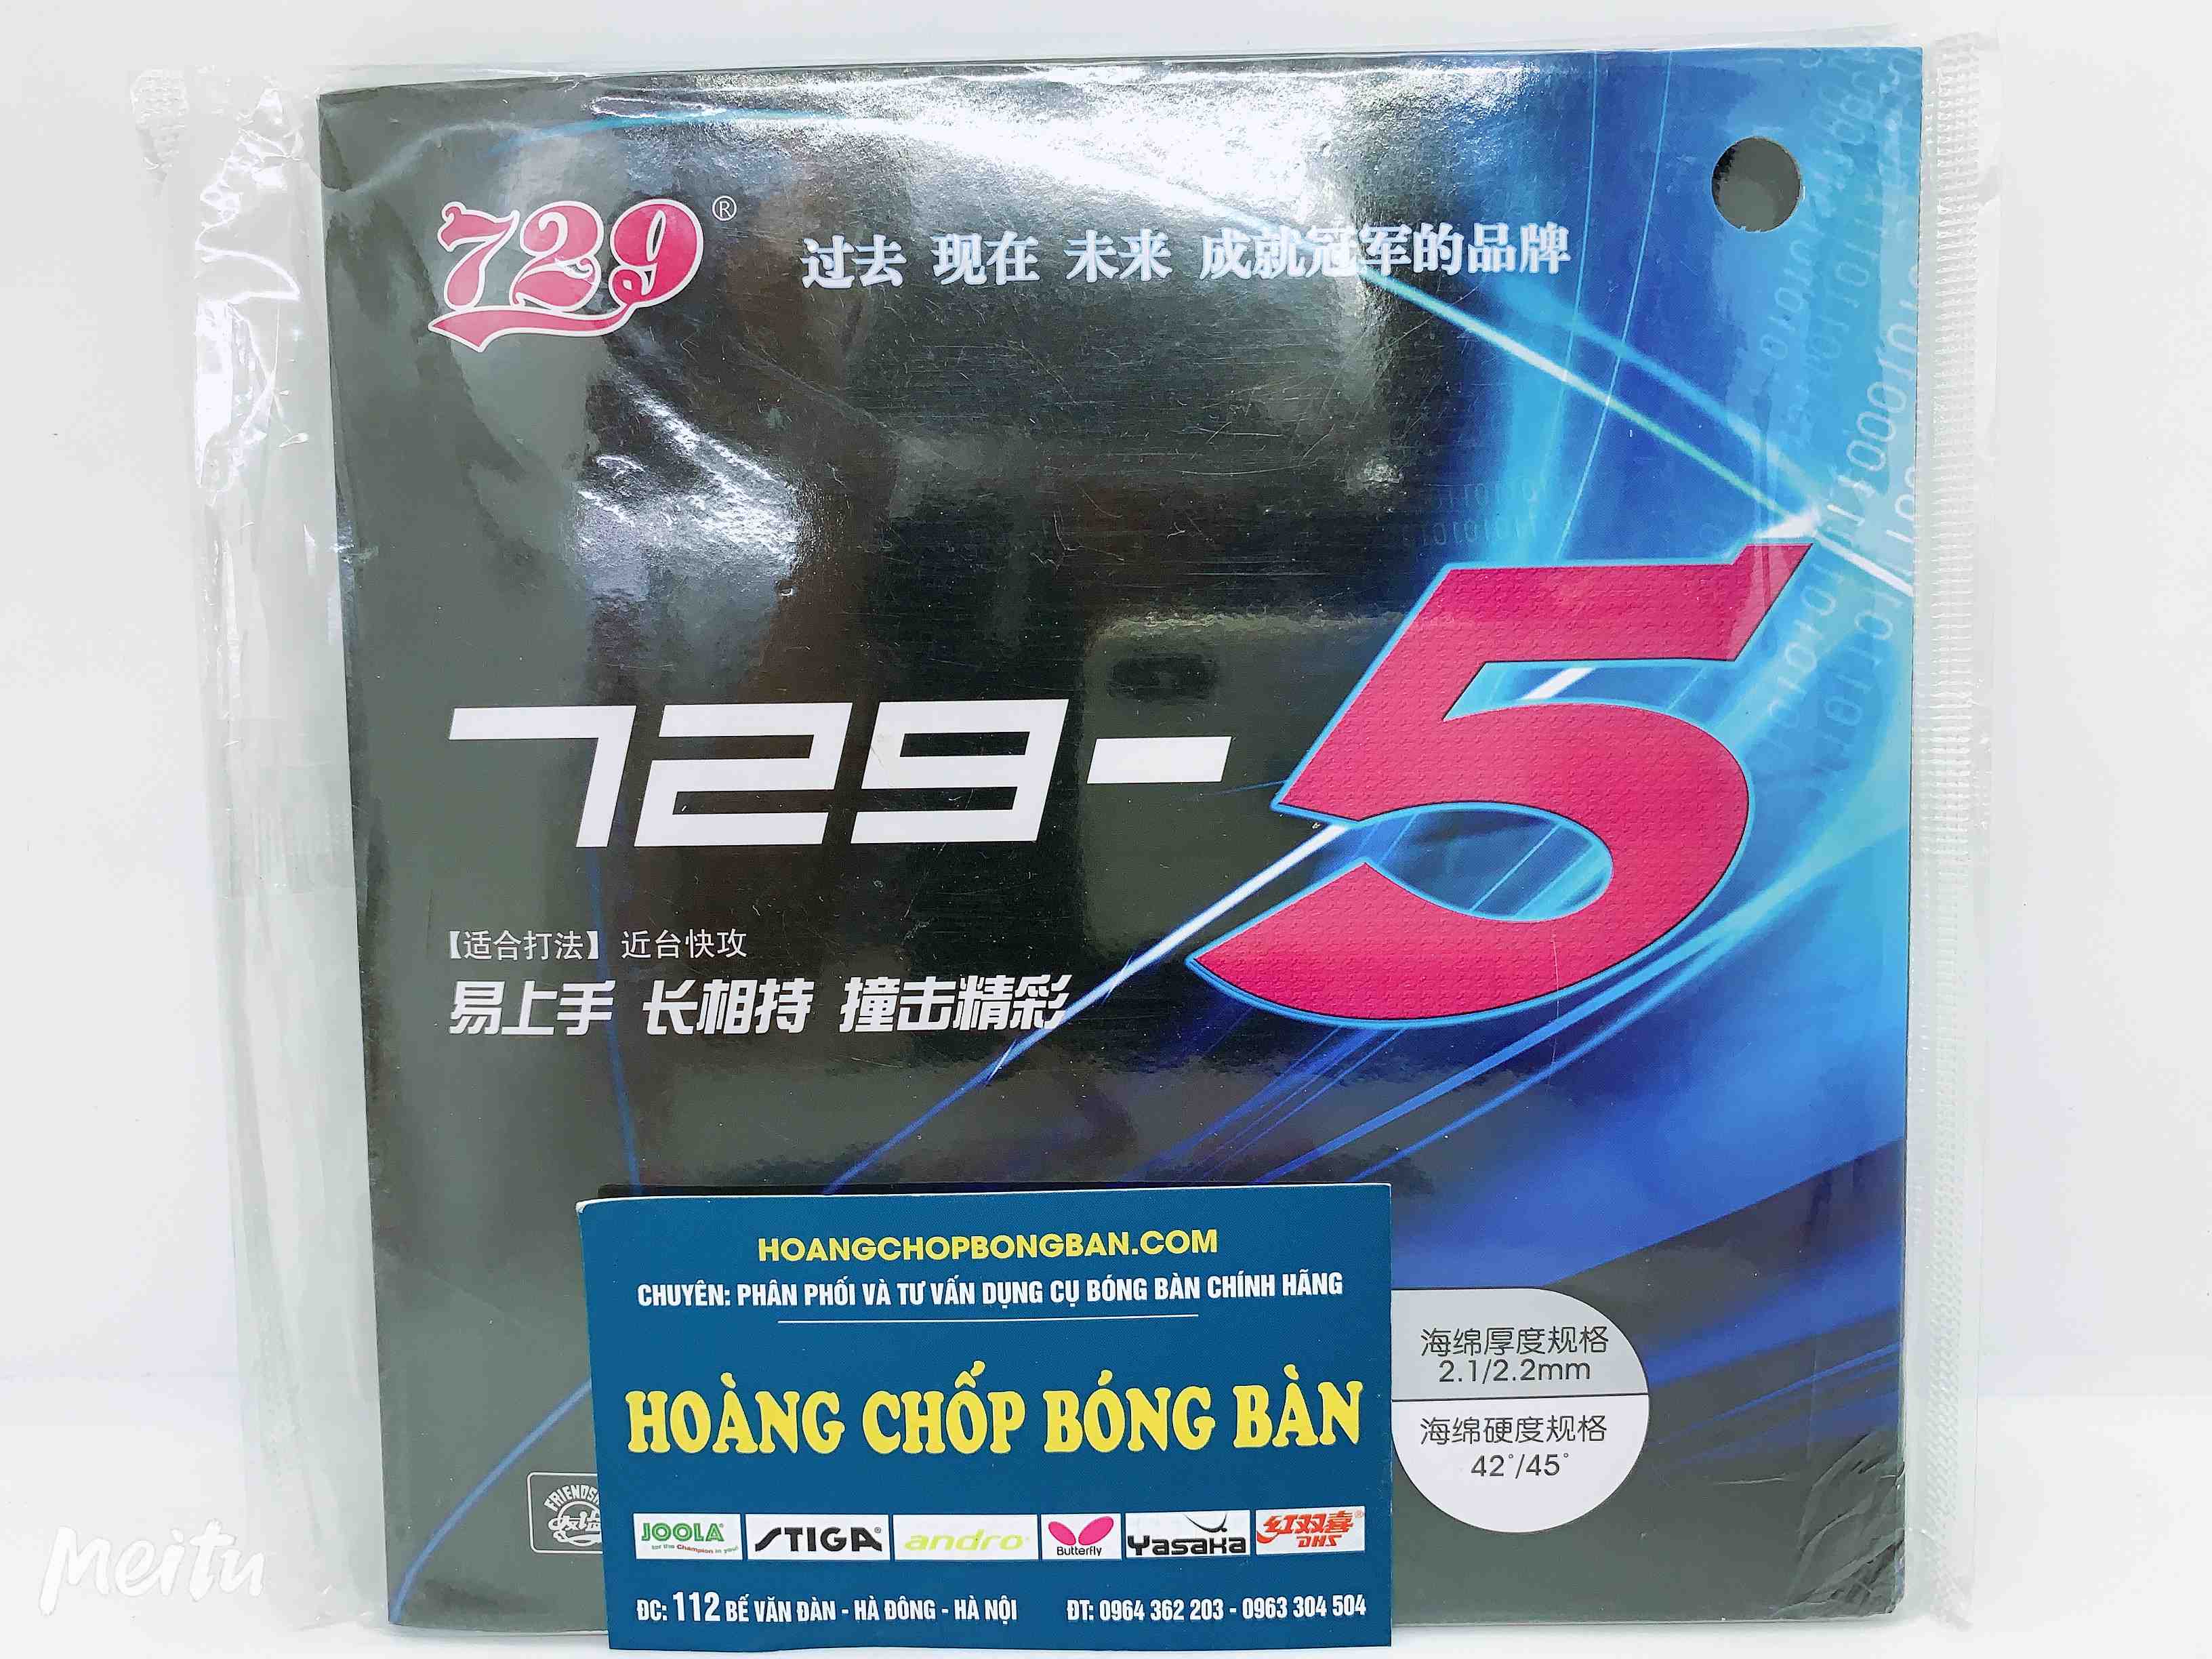 729®
过去 现在 未来 成就冠军的品牌
729-5
【适合打法】近台快攻
易上手 长相持 撞击精彩
海绵厚度规格
2.1/2.2mm
海绵硬度规格
42°/45°
HOANGCHOPBONGBAN.COM
CHUYÊN: PHÂN PHỐI VÀ TƯ VẤN DỤNG CỤ BÓNG BÀN CHÍNH HÃNG
HOÀNG CHỐP BÓNG BÀN
JOOLA® STIGA® andro® Butterfly Yasaka 红双喜® DHS
for the Champion in you!
ĐC: 112 BẾ VĂN ĐÀN - HÀ ĐÔNG - HÀ NỘI ĐT: 0964 362 203 - 0963 304 504
Meitu